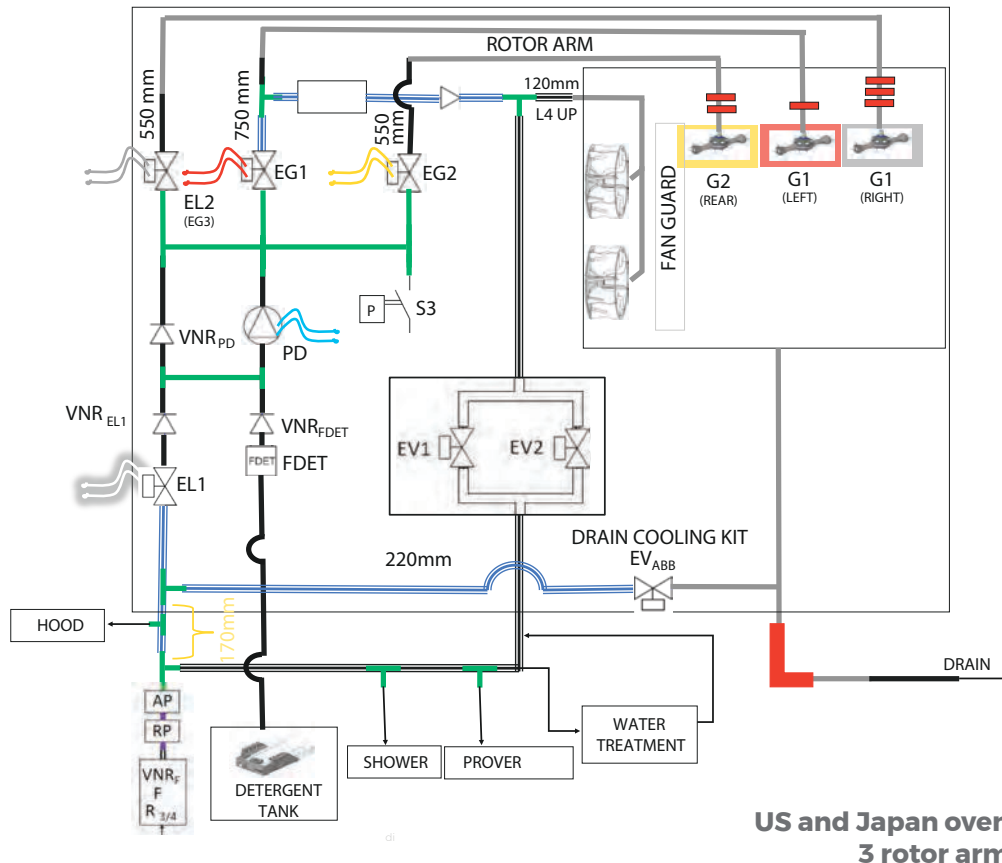 ROTOR ARM
550 mm
750 mm
550
mm
120mm
L4 UP
EL2
(EG3)
EG1
EG2
FAN GUARD
G2
(REAR)
G1
(LEFT)
G1
(RIGHT)
P
S3
VNR PD
PD
VNR EL1
VNR FDET
FDET
FDET
EL1
EV1
EV2
DRAIN COOLING KIT
EV ABB
220mm
HOOD
170mm
DRAIN
AP
RP
VNR F
F
R 3/4
DETERGENT
TANK
SHOWER
PROVER
WATER
TREATMENT
di
US and Japan over
3 rotor arm